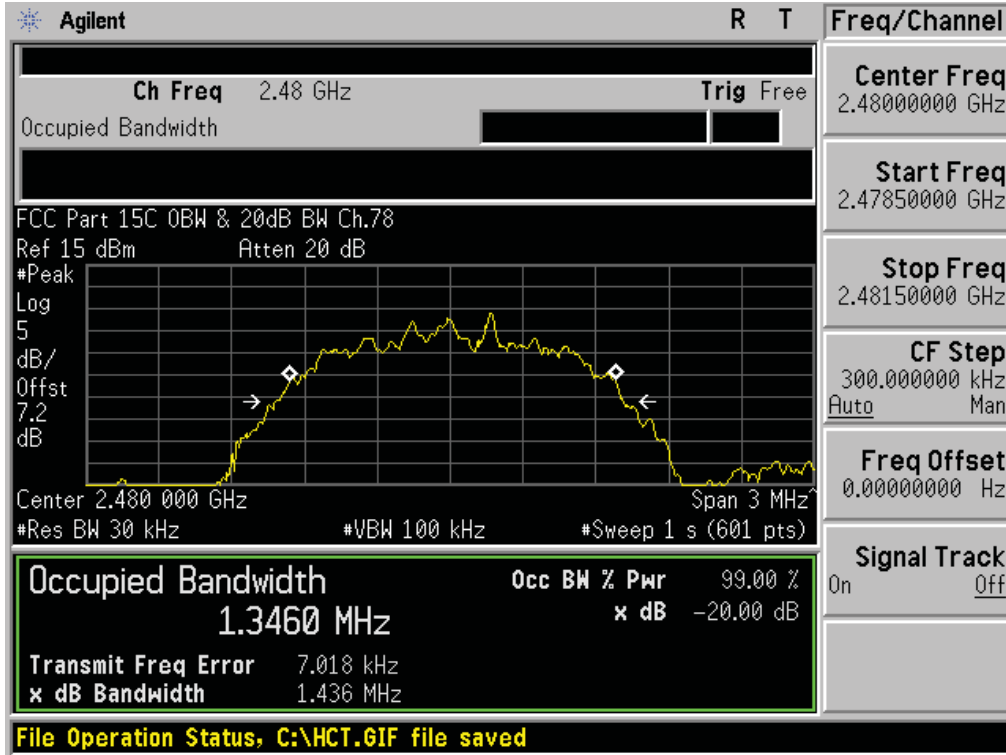 Agilent R T Freq/Channel
Ch Freq 2.48 GHz Trig Free
Occupied Bandwidth
Center Freq
2.48000000 GHz
Start Freq
2.47850000 GHz
Stop Freq
2.48150000 GHz
CF Step
300.000000 kHz
Auto Man
Freq Offset
0.00000000 Hz
Signal Track
On Off
FCC Part 15C OBW & 20dB BW Ch.78
Ref 15 dBm Atten 20 dB
#Peak
Log
5
dB/
Offst
7.2
dB
Center 2.480 000 GHz Span 3 MHz^
#Res BW 30 kHz #VBW 100 kHz #Sweep 1 s (601 pts)
Occupied Bandwidth Occ BW % Pwr 99.00 %
1.3460 MHz x dB -20.00 dB
Transmit Freq Error 7.018 kHz
x dB Bandwidth 1.436 MHz
File Operation Status, C:\HCT.GIF file saved